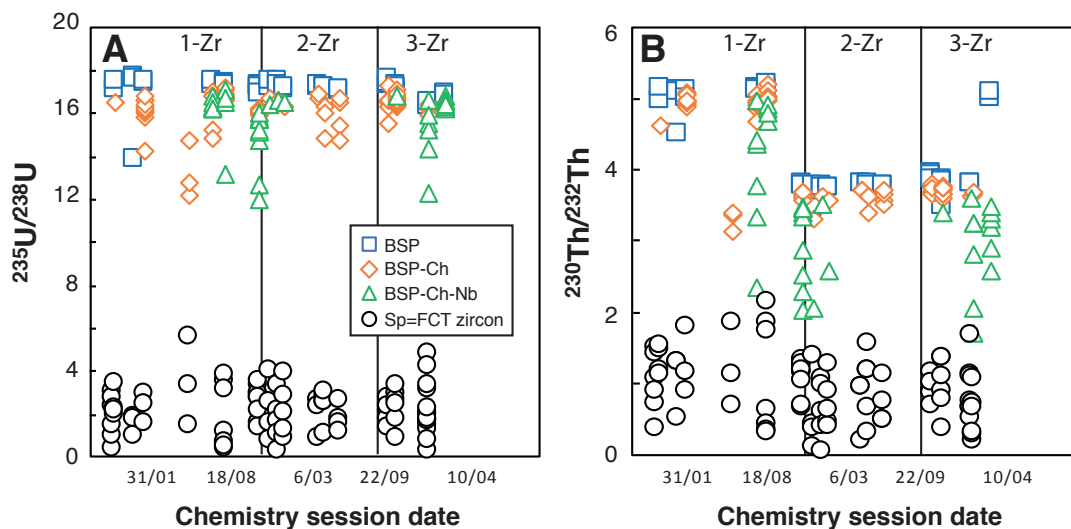 A
1-Zr 2-Zr 3-Zr
20
16
12
8
4
0
235U/238U
BSP
BSP-Ch
BSP-Ch-Nb
Sp=FCT zircon
31/01 18/08 6/03 22/09 10/04
Chemistry session date
B
1-Zr 2-Zr 3-Zr
6
4
2
0
230Th/232Th
31/01 18/08 6/03 22/09 10/04
Chemistry session date